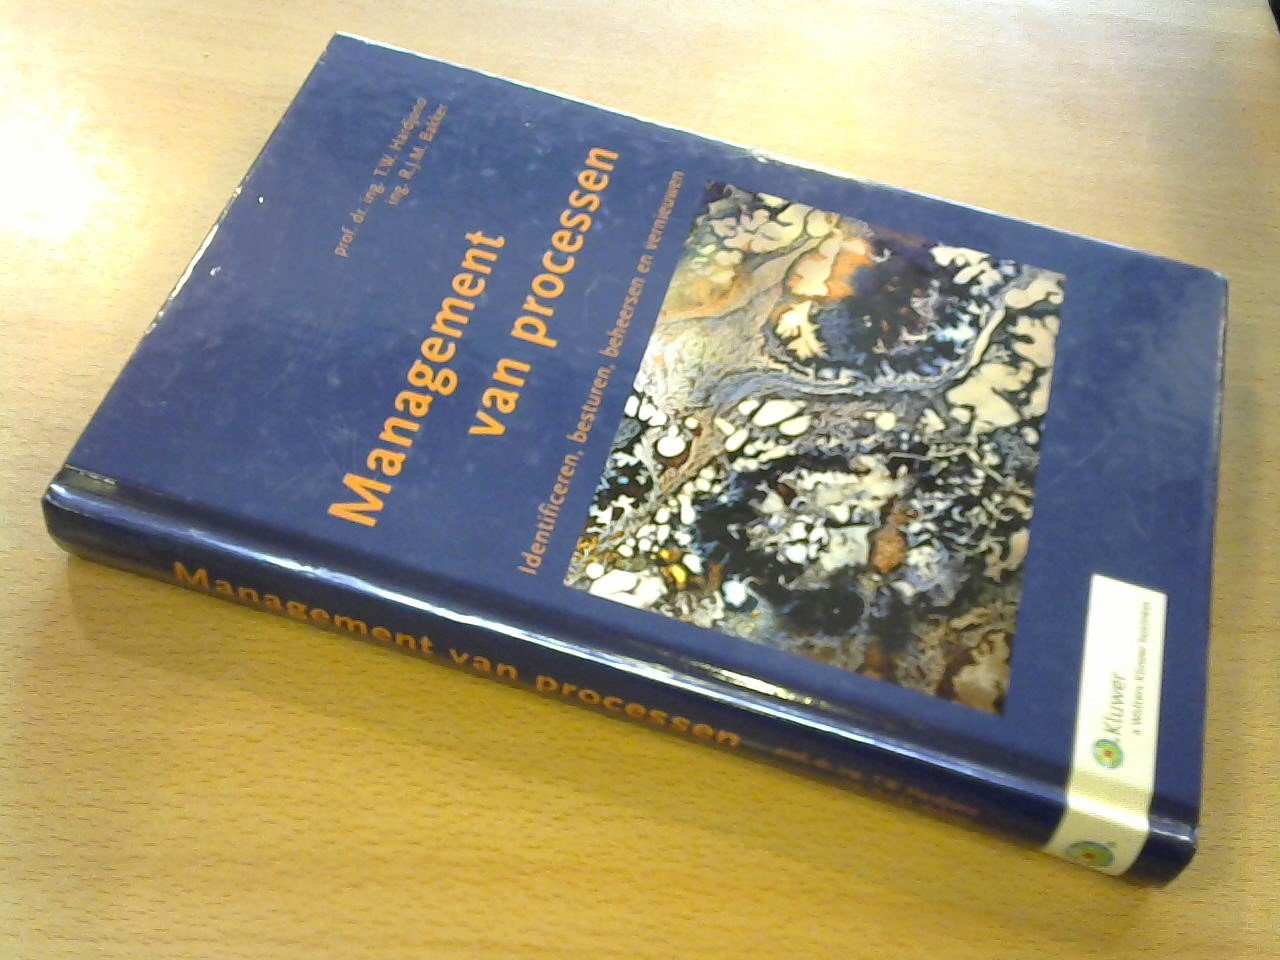 prof. dr. ing. T.W. Hardjono
ing. R.J.M. Bakker
Management
van processen
Identificeren, besturen, beheersen en vernieuwen
Kluwer
a Wolters Kluwer business
Management van processen